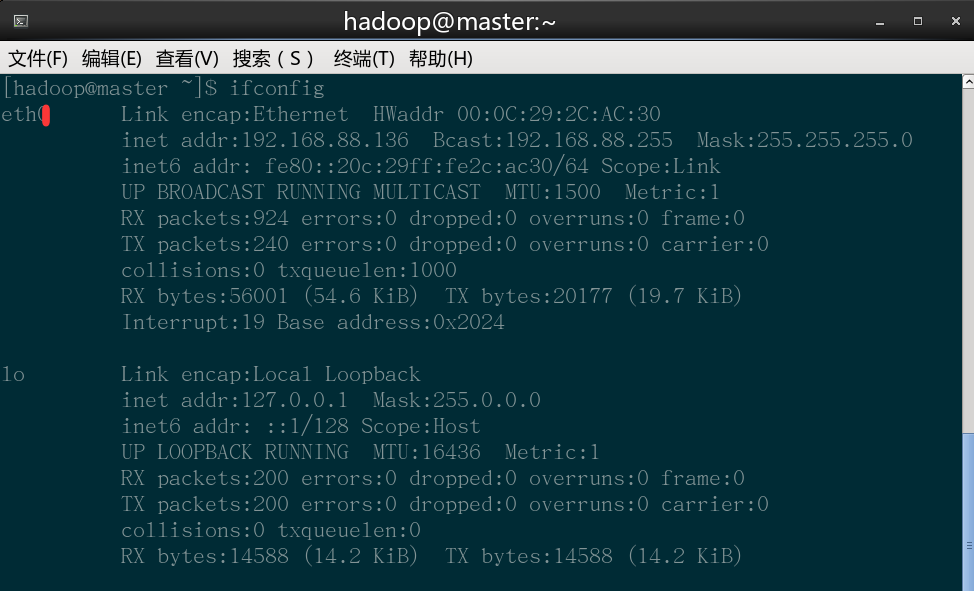 hadoop@master:~
文件(F) 编辑(E) 查看(V) 搜索 ( S ) 终端(T) 帮助(H)
[hadoop@master ~]$ ifconfig
eth0      Link encap:Ethernet  HWaddr 00:0C:29:2C:AC:30
          inet addr:192.168.88.136  Bcast:192.168.88.255  Mask:255.255.255.0
          inet6 addr: fe80::20c:29ff:fe2c:ac30/64 Scope:Link
          UP BROADCAST RUNNING MULTICAST  MTU:1500  Metric:1
          RX packets:924 errors:0 dropped:0 overruns:0 frame:0
          TX packets:240 errors:0 dropped:0 overruns:0 carrier:0
          collisions:0 txqueuelen:1000
          RX bytes:56001 (54.6 KiB)  TX bytes:20177 (19.7 KiB)
          Interrupt:19 Base address:0x2024
lo        Link encap:Local Loopback
          inet addr:127.0.0.1  Mask:255.0.0.0
          inet6 addr: ::1/128 Scope:Host
          UP LOOPBACK RUNNING  MTU:16436  Metric:1
          RX packets:200 errors:0 dropped:0 overruns:0 frame:0
          TX packets:200 errors:0 dropped:0 overruns:0 carrier:0
          collisions:0 txqueuelen:0
          RX bytes:14588 (14.2 KiB)  TX bytes:14588 (14.2 KiB)